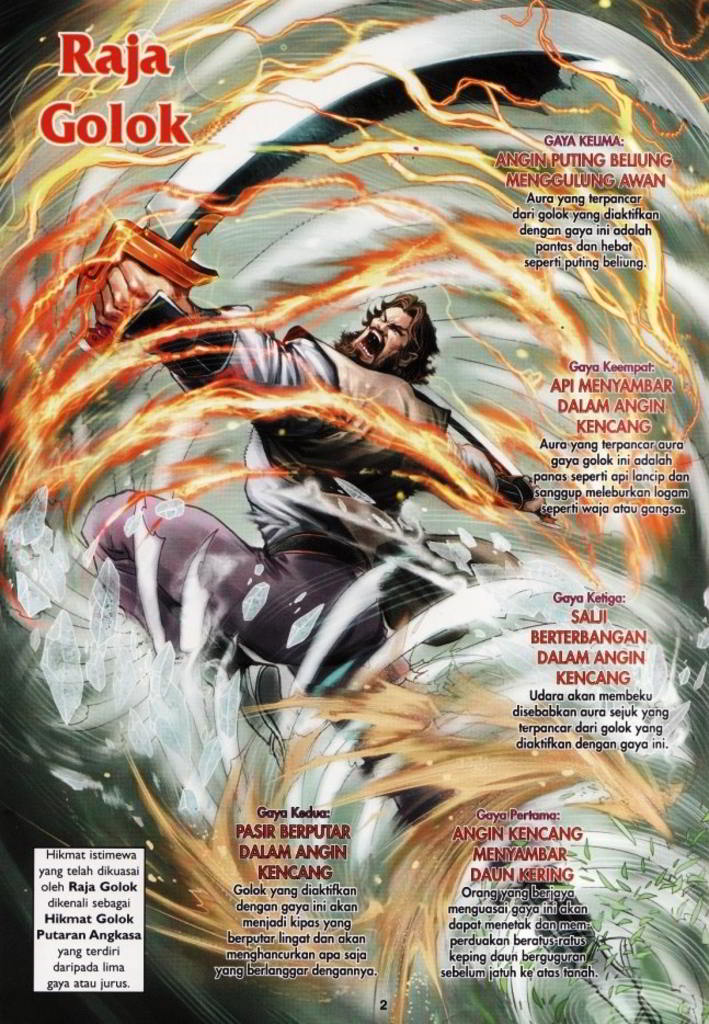 Raja
Golok
GAYA KELIMA:
ANGIN PUTING BELIUNG
MENGGULUNG AWAN
Aura yang terpancar
dari golok yang diaktifkan
dengan gaya ini adalah
pantas dan hebat
seperti puting beliung.
Gaya Keempat:
API MENYAMBAR
DALAM ANGIN
KENCANG
Aura yang terpancar aura
gaya golok ini adalah
panas seperti api lancip dan
sanggup meleburkan logam
seperti waja atau gangsa.
Gaya Ketiga:
SALJI
BERTERBANGAN
DALAM ANGIN
KENCANG
Udara akan membeku
disebabkan aura sejuk yang
terpancar dari golok yang
diaktifkan dengan gaya ini.
Gaya Kedua:
PASIR BERPUTAR
DALAM ANGIN
KENCANG
Golok yang diaktifkan
dengan gaya ini akan
menjadi kipas yang
berputar lingat dan akan
menghancurkan apa saja
yang berlanggar dengannya.
Gaya Pertama:
ANGIN KENCANG
MENYAMBAR
DAUN KERING
Orang yang berjaya
menguasai gaya ini akan
dapat menetak dan mem-
perduakan beratus-ratus
keping daun berguguran
sebelum jatuh ke atas tanah.
Hikmat istimewa
yang telah dikuasai
oleh Raja Golok
dikenali sebagai
Hikmat Golok
Putaran Angkasa
yang terdiri
daripada lima
gaya atau jurus.
2